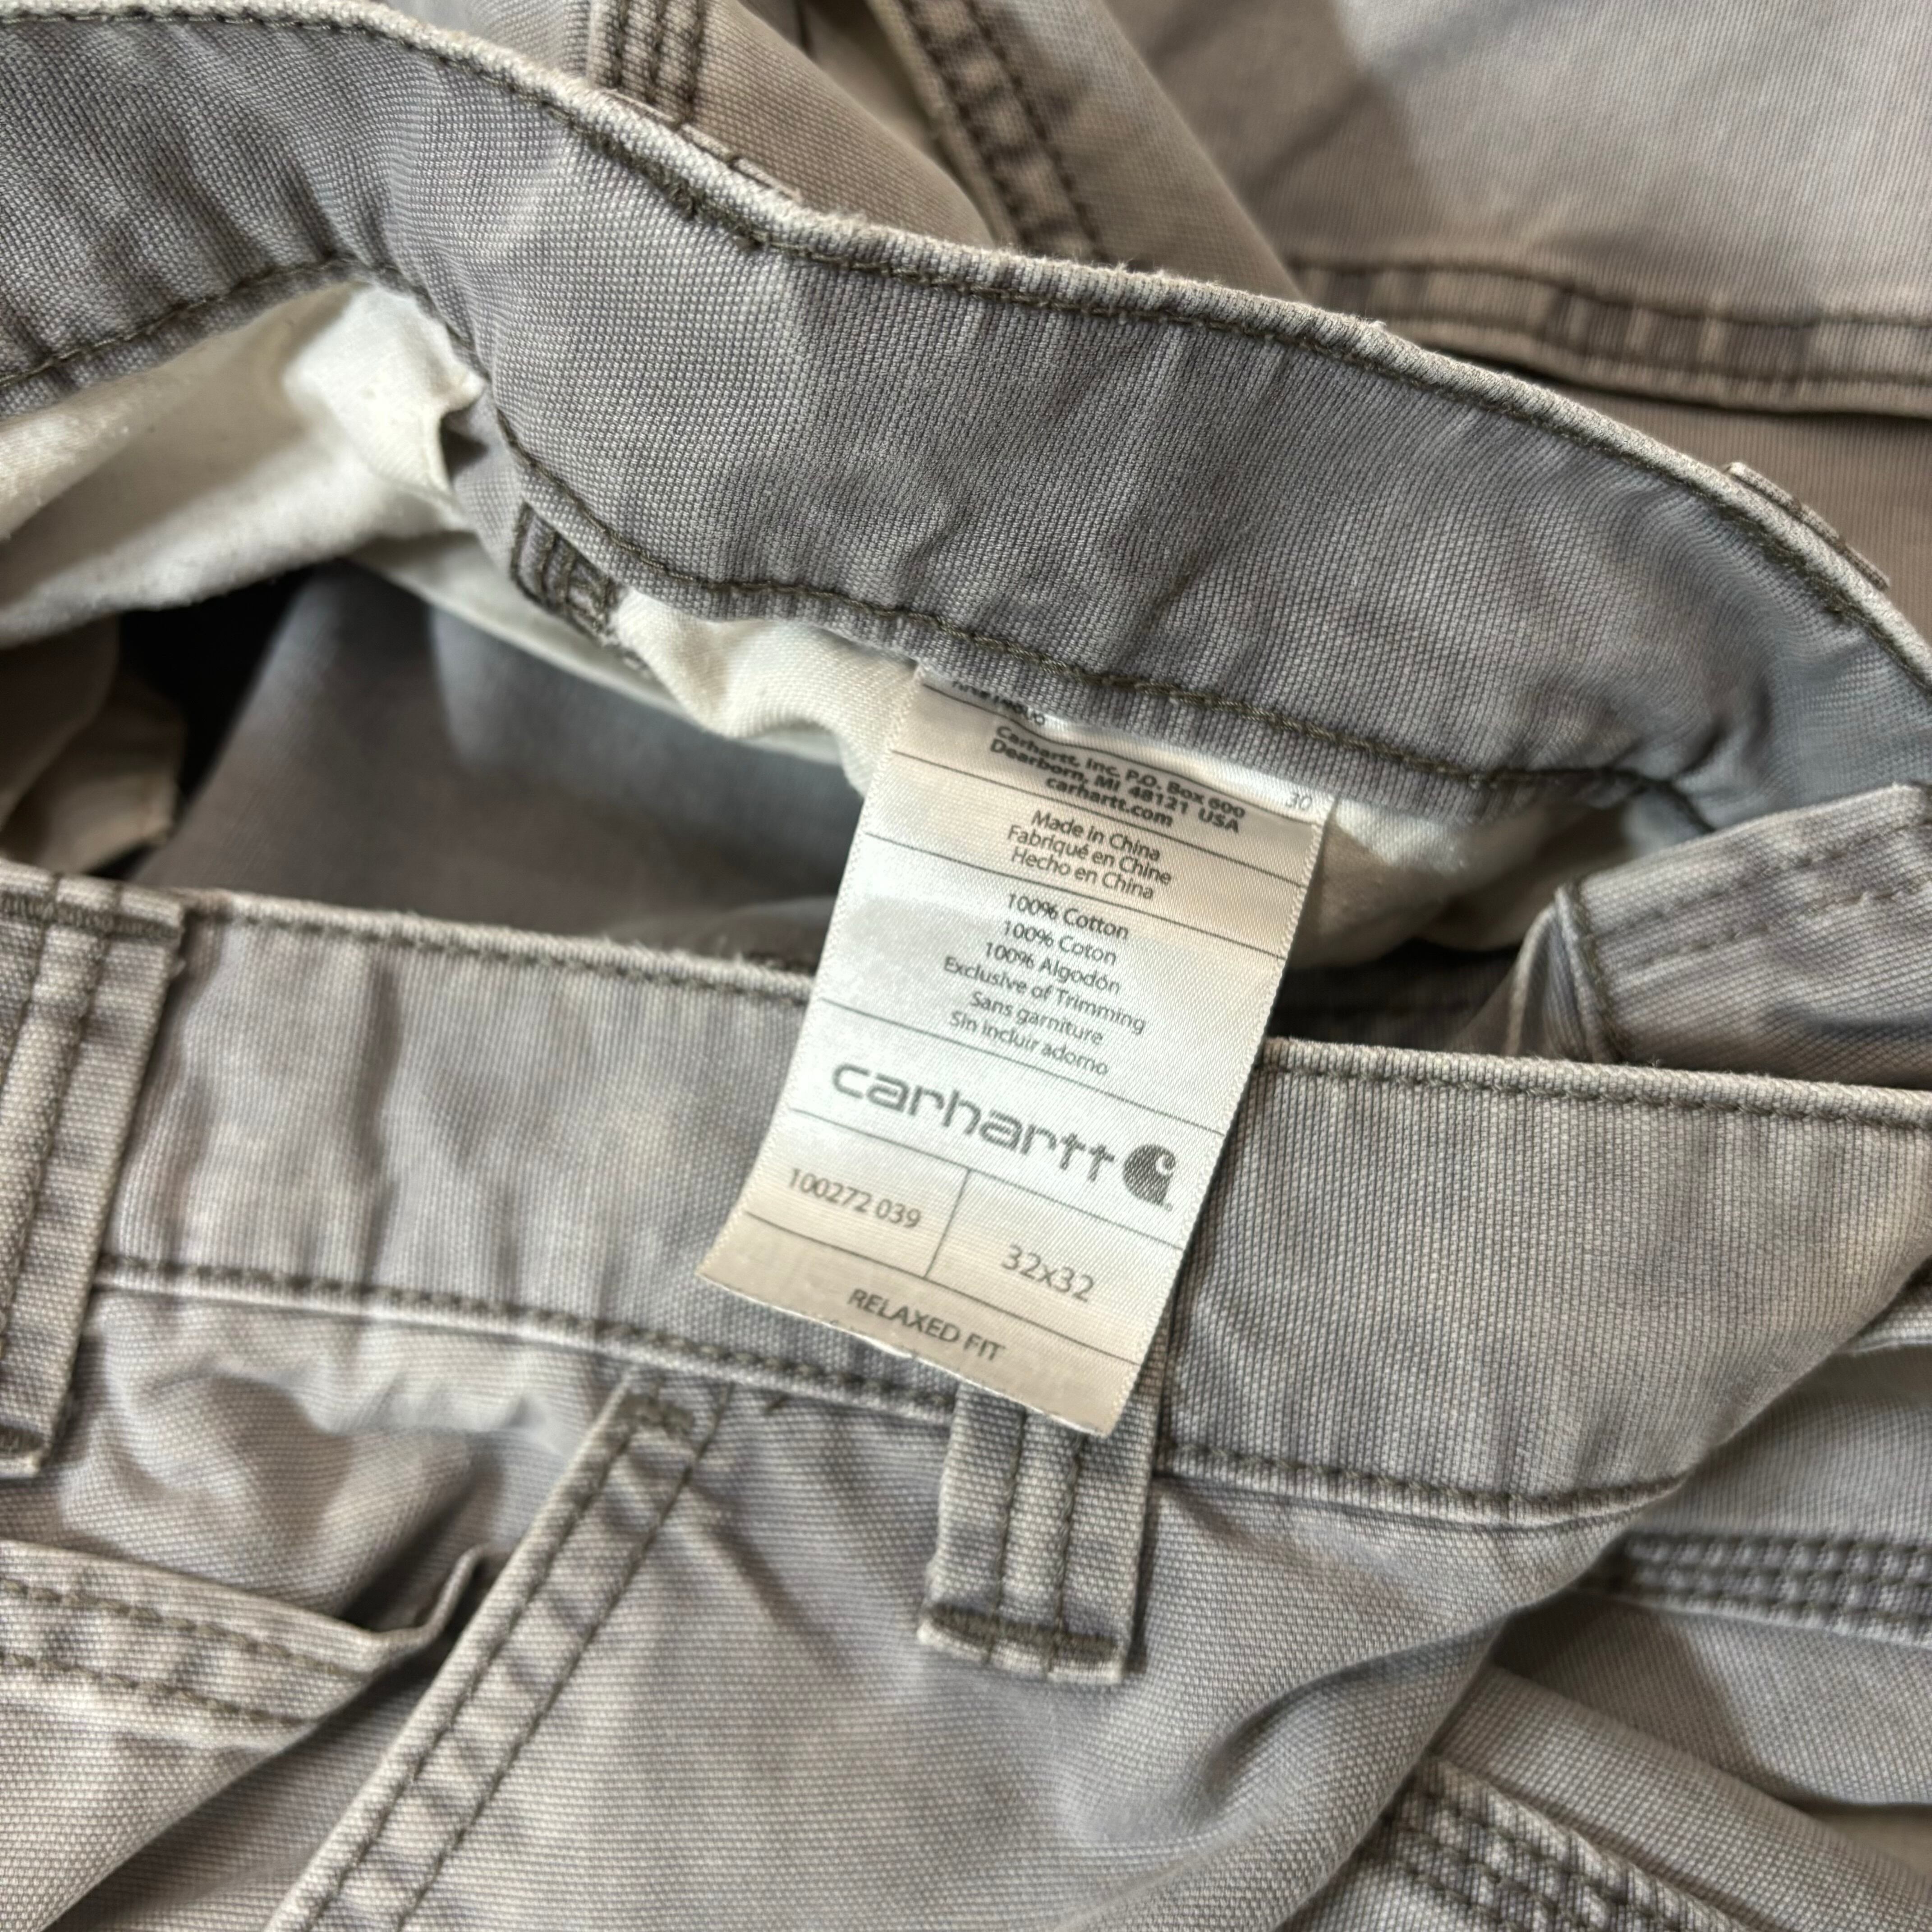 Carhartt, Inc. P.O. Box 600
Dearborn, MI 48121 USA
carhartt.com
30
Made in China
Fabriqué en Chine
Hecho en China
100% Cotton
100% Coton
100% Algodón
Exclusive of Trimming
Sans garniture
Sin incluir adorno
carhartt
100272 039
32x32
RELAXED FIT